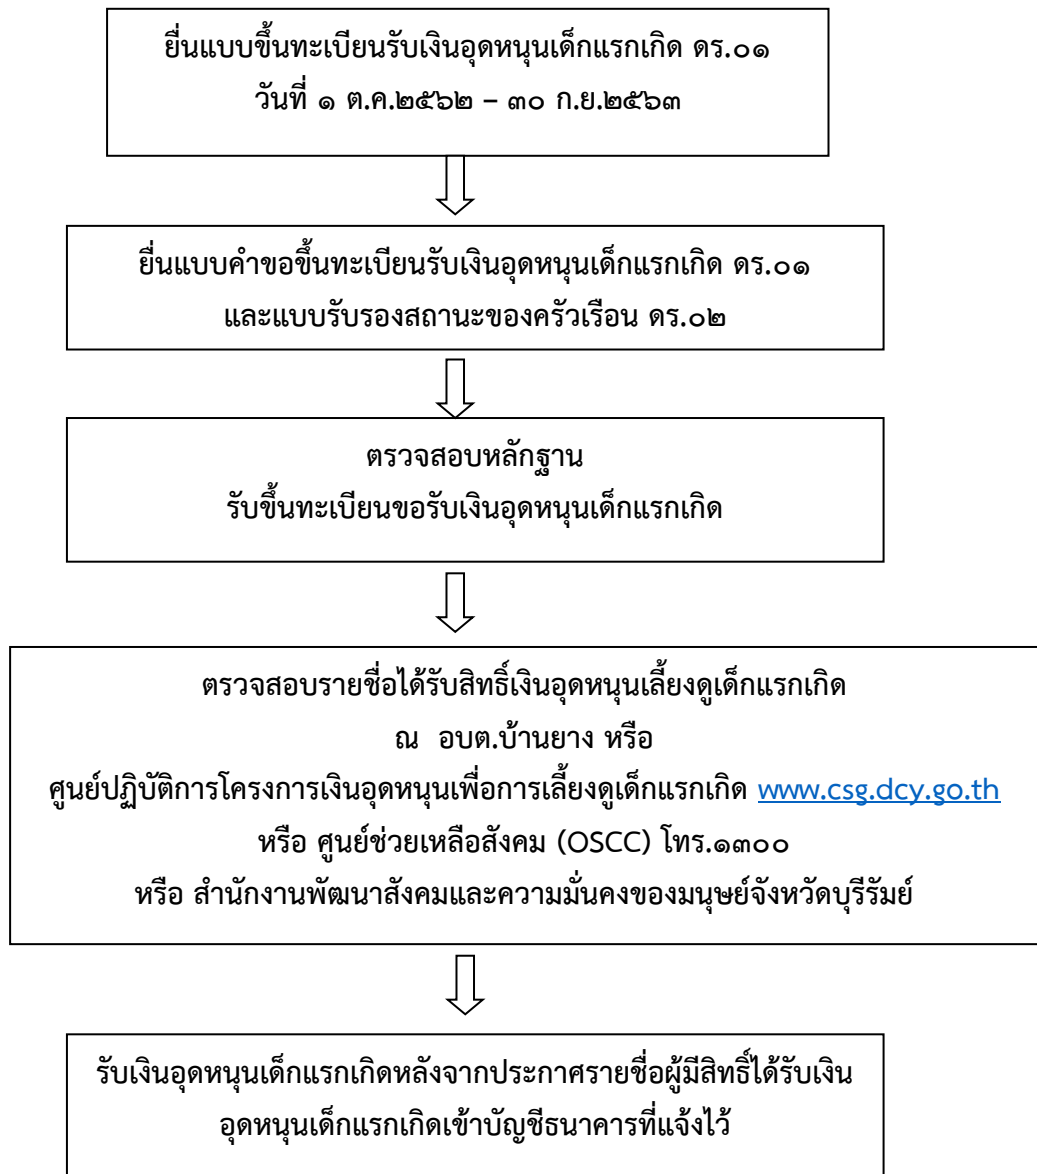 ยื่นแบบขึ้นทะเบียนรับเงินอุดหนุนเด็กแรกเกิด ดร.๐๑
วันที่ ๑ ต.ค.๒๕๖๒ – ๓๐ ก.ย.๒๕๖๓
ยื่นแบบคำขอขึ้นทะเบียนรับเงินอุดหนุนเด็กแรกเกิด ดร.๐๑
และแบบรับรองสถานะของครัวเรือน ดร.๐๒
ตรวจสอบหลักฐาน
รับขึ้นทะเบียนขอรับเงินอุดหนุนเด็กแรกเกิด
ตรวจสอบรายชื่อได้รับสิทธิ์เงินอุดหนุนเลี้ยงดูเด็กแรกเกิด
ณ อบต.บ้านยาง หรือ
ศูนย์ปฏิบัติการโครงการเงินอุดหนุนเพื่อการเลี้ยงดูเด็กแรกเกิด www.csg.dcy.go.th
หรือ ศูนย์ช่วยเหลือสังคม (OSCC) โทร.๑๓๐๐
หรือ สำนักงานพัฒนาสังคมและความมั่นคงของมนุษย์จังหวัดบุรีรัมย์
รับเงินอุดหนุนเด็กแรกเกิดหลังจากประกาศรายชื่อผู้มีสิทธิ์ได้รับเงิน
อุดหนุนเด็กแรกเกิดเข้าบัญชีธนาคารที่แจ้งไว้